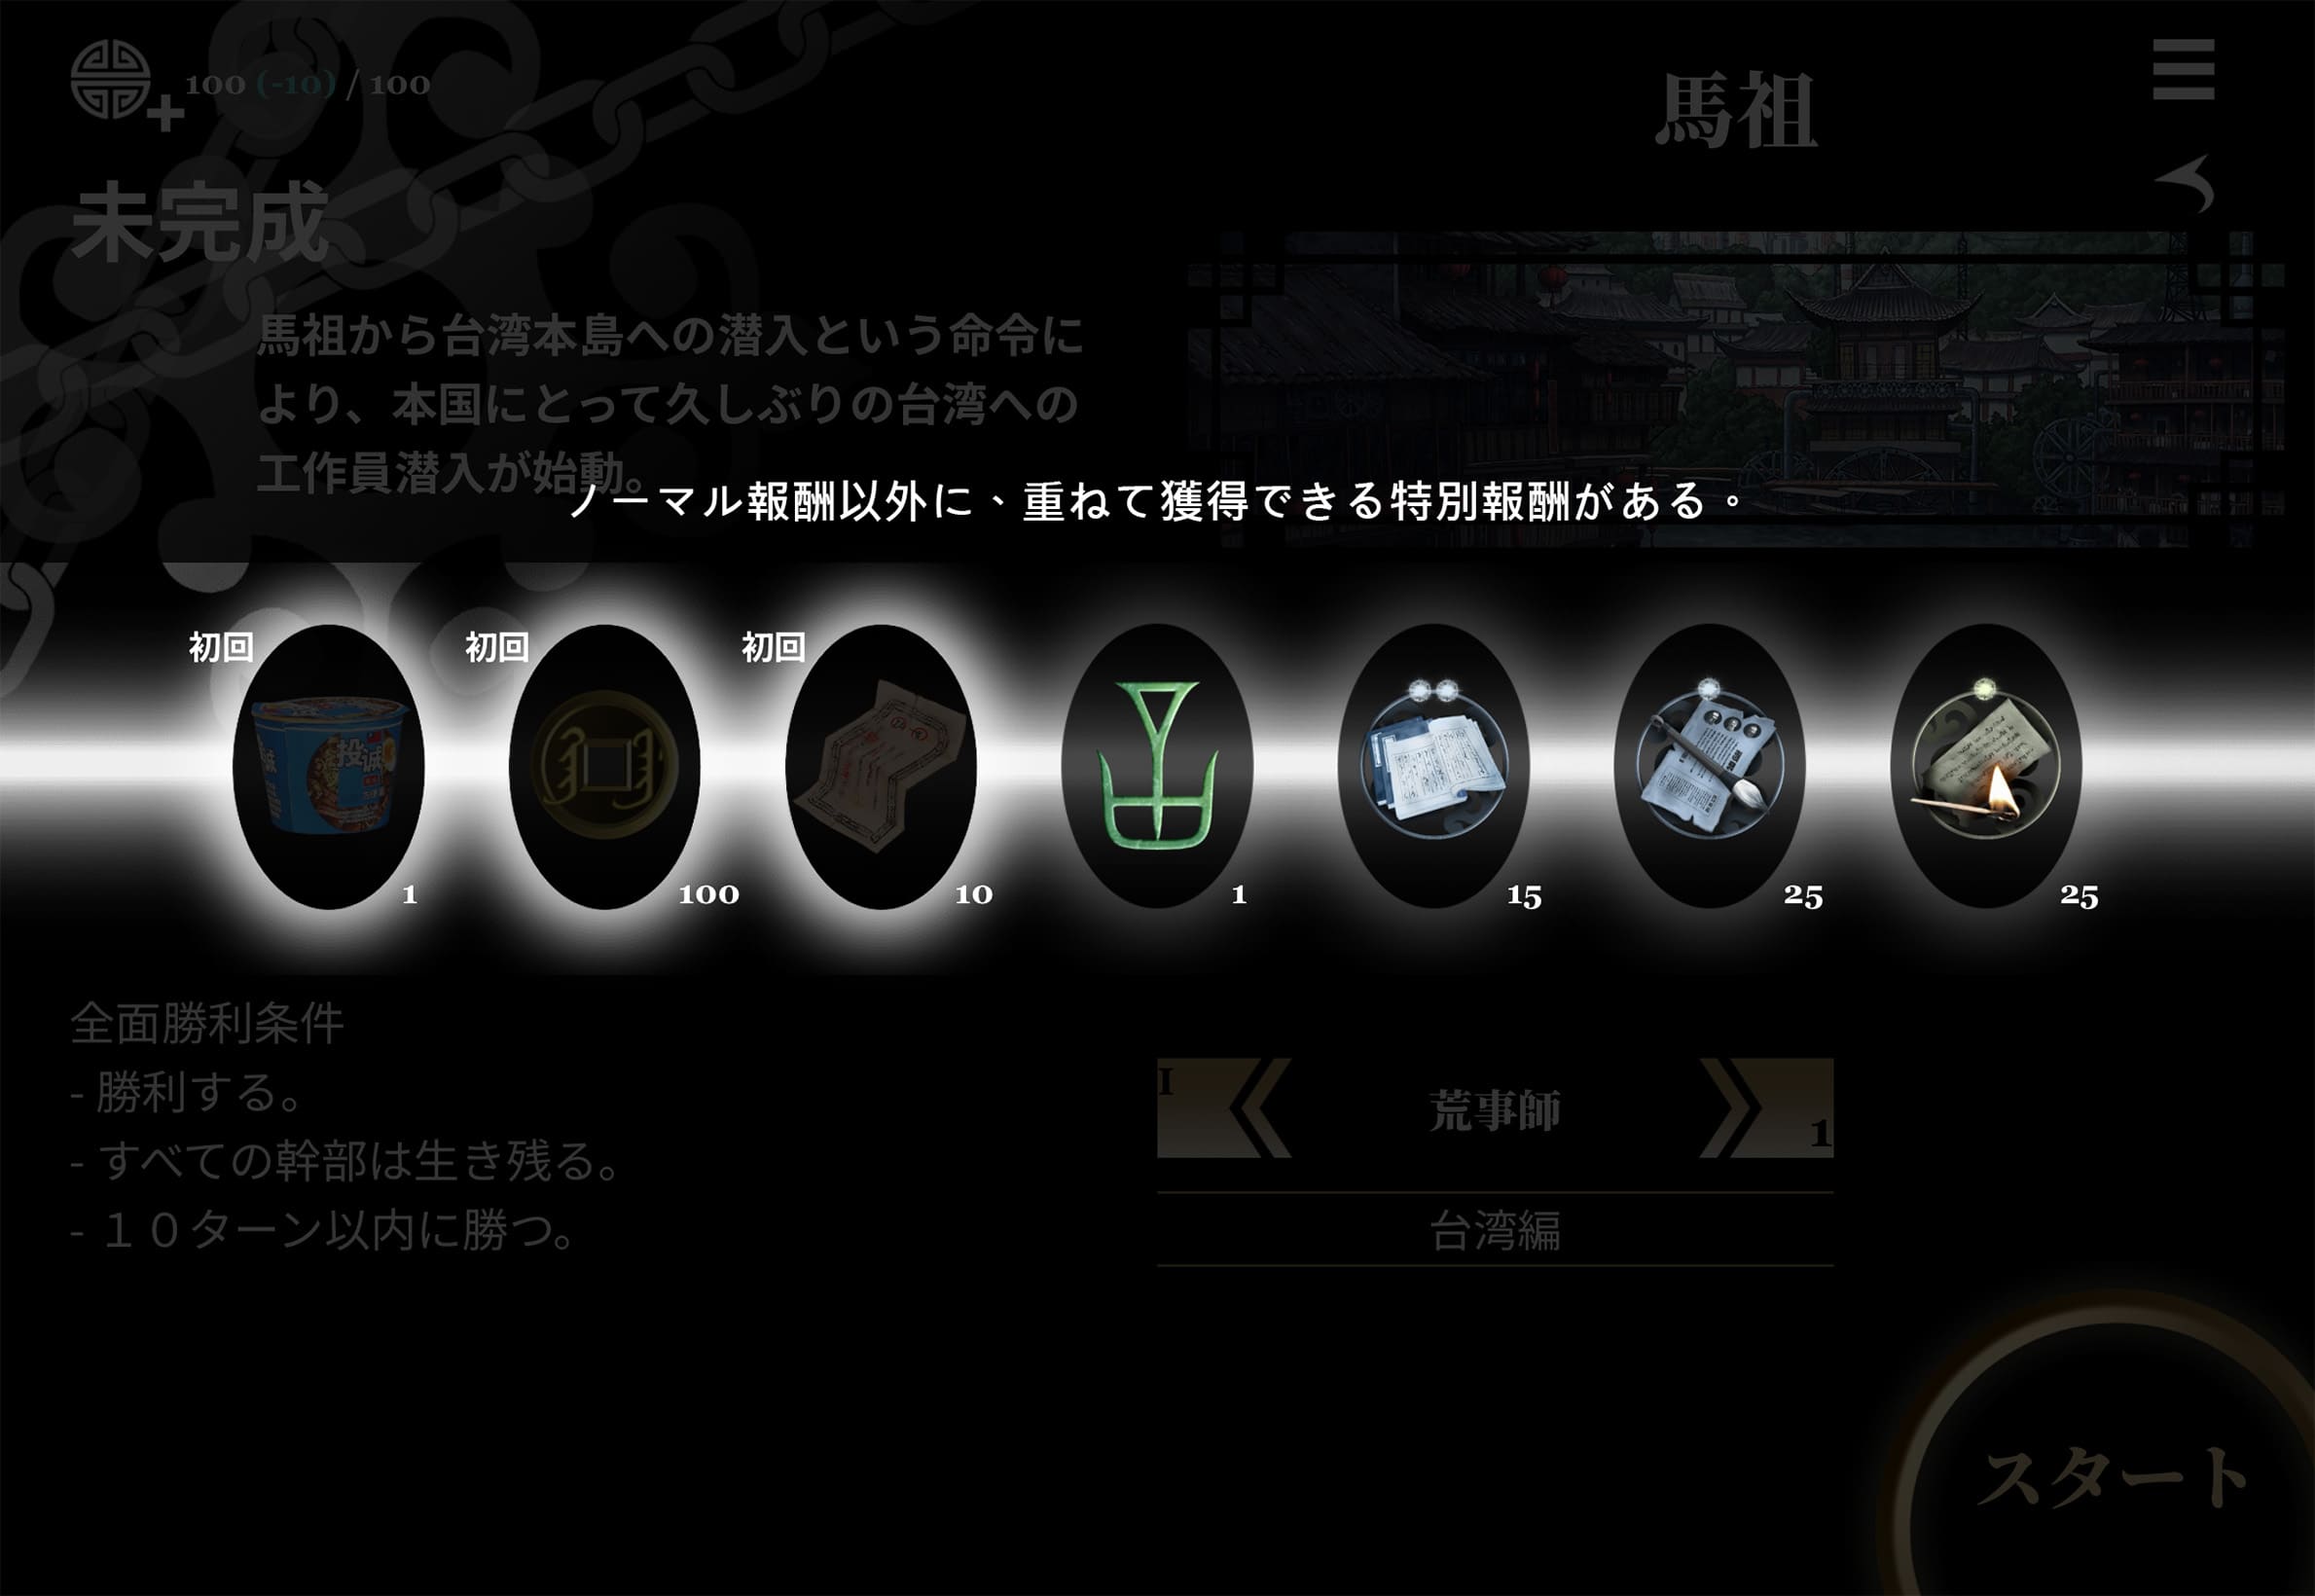 100 (-10) / 100
馬祖
未完成
馬祖から台湾本島への潜入という命令に
より、本国にとって久しぶりの台湾への
工作員潜入が始動。
ノーマル報酬以外に、重ねて獲得できる特別報酬がある。
初回
初回
初回
投诚
1
100
10
1
15
25
25
全面勝利条件
- 勝利する。
- すべての幹部は生き残る。
- １０ターン以内に勝つ。
I
荒事師
1
台湾編
スタート